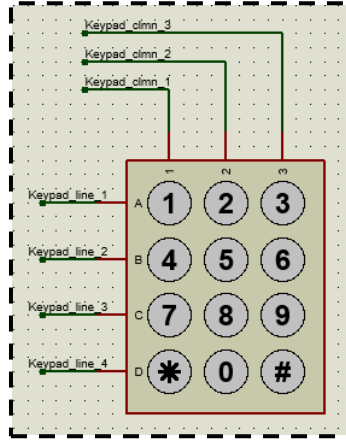 Keypad_clmn_3
Keypad_clmn_2
Keypad_clmn_1
1 2 3
Keypad_line_1 A 1 2 3
Keypad_line_2 B 4 5 6
Keypad_line_3 C 7 8 9
Keypad_line_4 D * 0 #